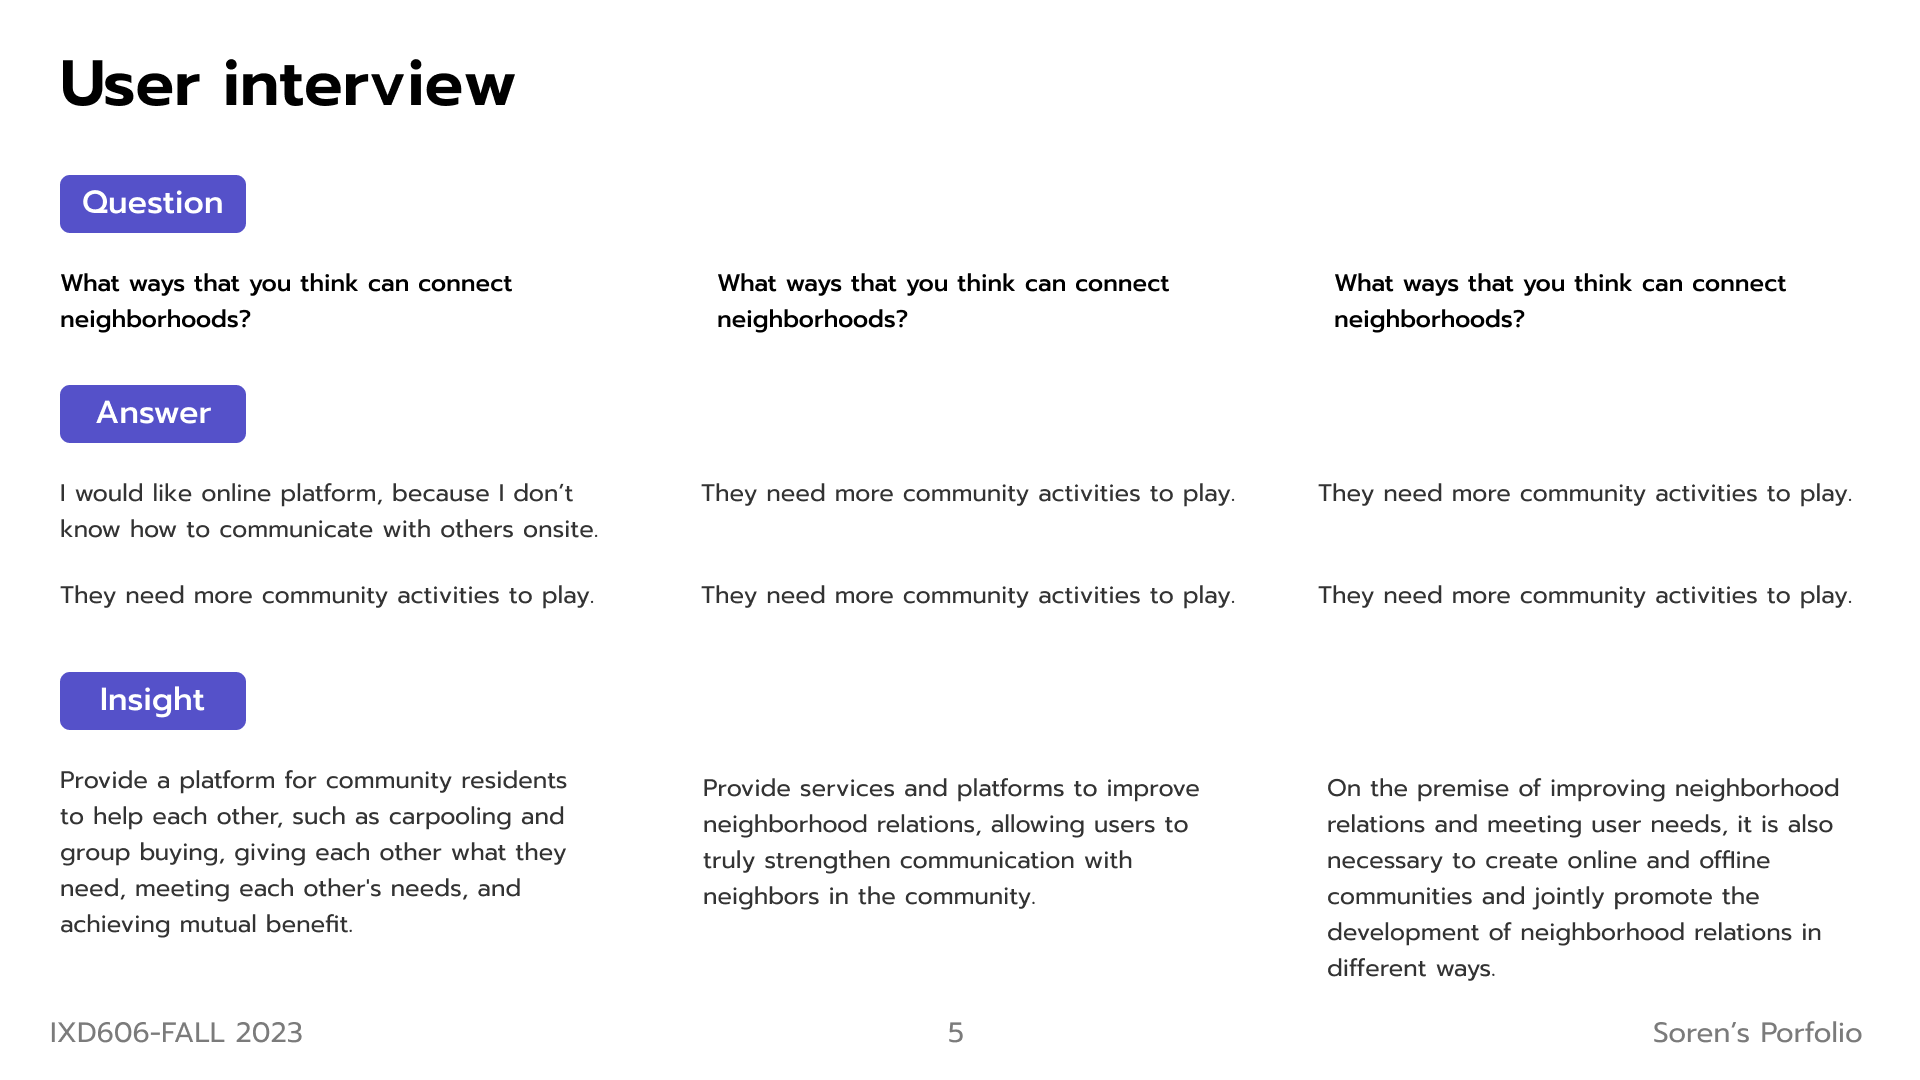 User interview
Question
What ways that you think can connect
neighborhoods?
What ways that you think can connect
neighborhoods?
What ways that you think can connect
neighborhoods?
Answer
I would like online platform, because I don’t
know how to communicate with others onsite.
They need more community activities to play.
They need more community activities to play.
They need more community activities to play.
They need more community activities to play.
They need more community activities to play.
Insight
Provide a platform for community residents
to help each other, such as carpooling and
group buying, giving each other what they
need, meeting each other's needs, and
achieving mutual benefit.
Provide services and platforms to improve
neighborhood relations, allowing users to
truly strengthen communication with
neighbors in the community.
On the premise of improving neighborhood
relations and meeting user needs, it is also
necessary to create online and offline
communities and jointly promote the
development of neighborhood relations in
different ways.
IXD606-FALL 2023
5
Soren’s Porfolio